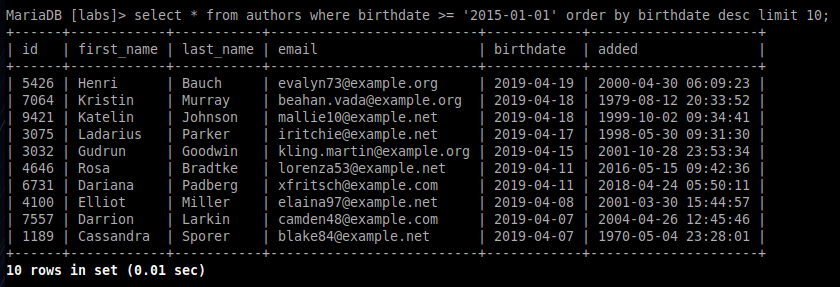 MariaDB [labs]> select * from authors where birthdate >= '2015-01-01' order by birthdate desc limit 10;
+------+------------+-----------+--------------------------+------------+---------------------+
| id   | first_name | last_name | email                    | birthdate  | added               |
+------+------------+-----------+--------------------------+------------+---------------------+
| 5426 | Henri      | Bauch     | evalyn73@example.org     | 2019-04-19 | 2000-04-30 06:09:23 |
| 7064 | Kristin    | Murray    | beahan.vada@example.org  | 2019-04-18 | 1979-08-12 20:33:52 |
| 9421 | Katelin    | Johnson   | mallie10@example.net     | 2019-04-18 | 1999-10-02 09:34:41 |
| 3075 | Ladarius   | Parker    | iritchie@example.net     | 2019-04-17 | 1998-05-30 09:31:30 |
| 3032 | Gudrun     | Goodwin   | kling.martin@example.org | 2019-04-15 | 2001-10-28 23:53:34 |
| 4646 | Rosa       | Bradtke   | lorenza53@example.net    | 2019-04-11 | 2016-05-15 09:42:36 |
| 6731 | Dariana    | Padberg   | xfritsch@example.com     | 2019-04-11 | 2018-04-24 05:50:11 |
| 4100 | Elliot     | Miller    | elaina97@example.net     | 2019-04-08 | 2001-03-30 15:44:57 |
| 7557 | Darrion    | Larkin    | camden48@example.com     | 2019-04-07 | 2004-04-26 12:45:46 |
| 1189 | Cassandra  | Sporer    | blake84@example.net      | 2019-04-07 | 1970-05-04 23:28:01 |
+------+------------+-----------+--------------------------+------------+---------------------+
10 rows in set (0.01 sec)